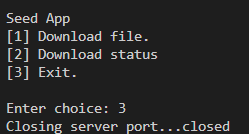 Seed App
[1] Download file.
[2] Download status
[3] Exit.
Enter choice: 3
Closing server port...closed